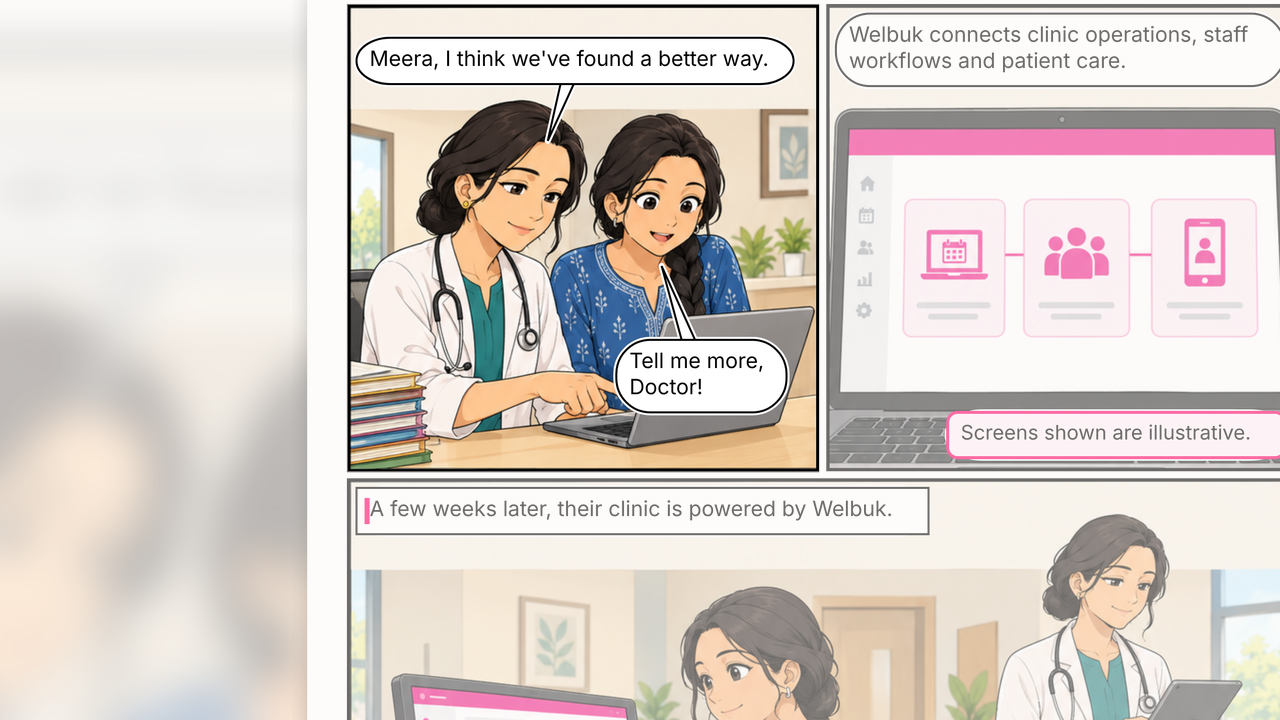 Meera, I think we've found a better way.
Tell me more,
Doctor!
Welbuk connects clinic operations, staff
workflows and patient care.
Screens shown are illustrative.
A few weeks later, their clinic is powered by Welbuk.